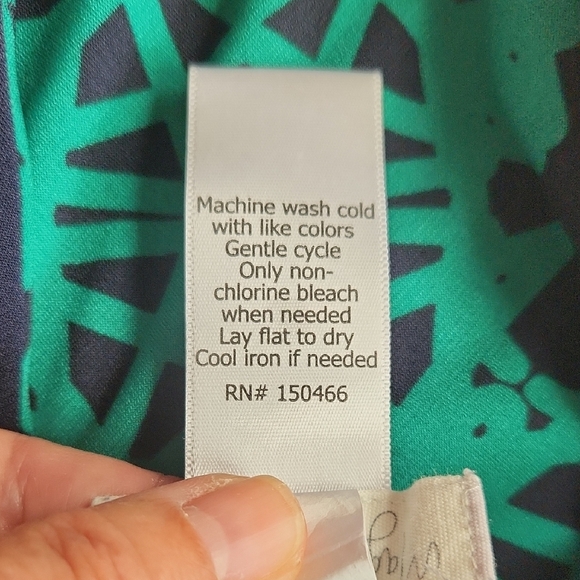 Machine wash cold
with like colors
Gentle cycle
Only non-
chlorine bleach
when needed
Lay flat to dry
Cool iron if needed
RN# 150466